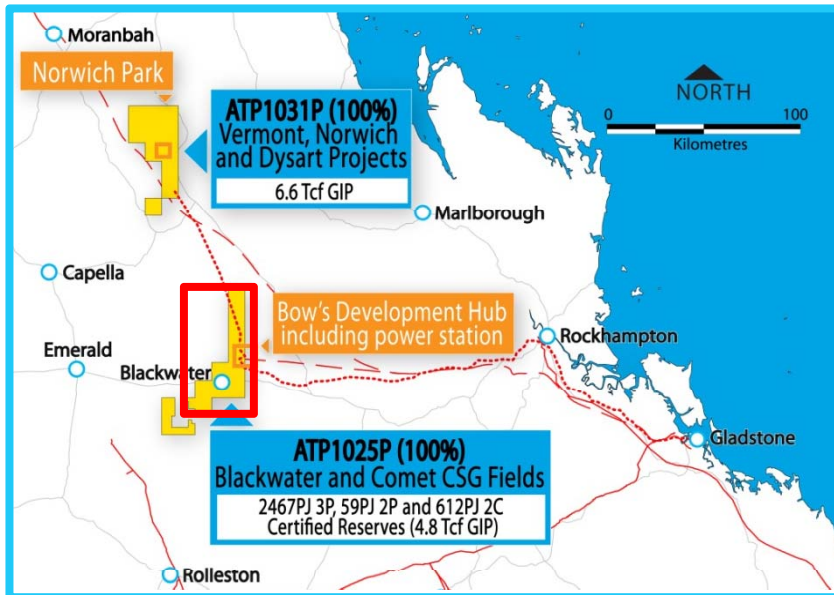 Moranbah
Norwich Park
ATP1031P (100%)
Vermont, Norwich
and Dysart Projects
6.6 Tcf GIP
NORTH
0 100
Kilometres
Marlborough
Capella
Bow's Development Hub
including power station
Rockhampton
Emerald
Blackwater
Gladstone
ATP1025P (100%)
Blackwater and Comet CSG Fields
2467PJ 3P, 59PJ 2P and 612PJ 2C
Certified Reserves (4.8 Tcf GIP)
Rolleston